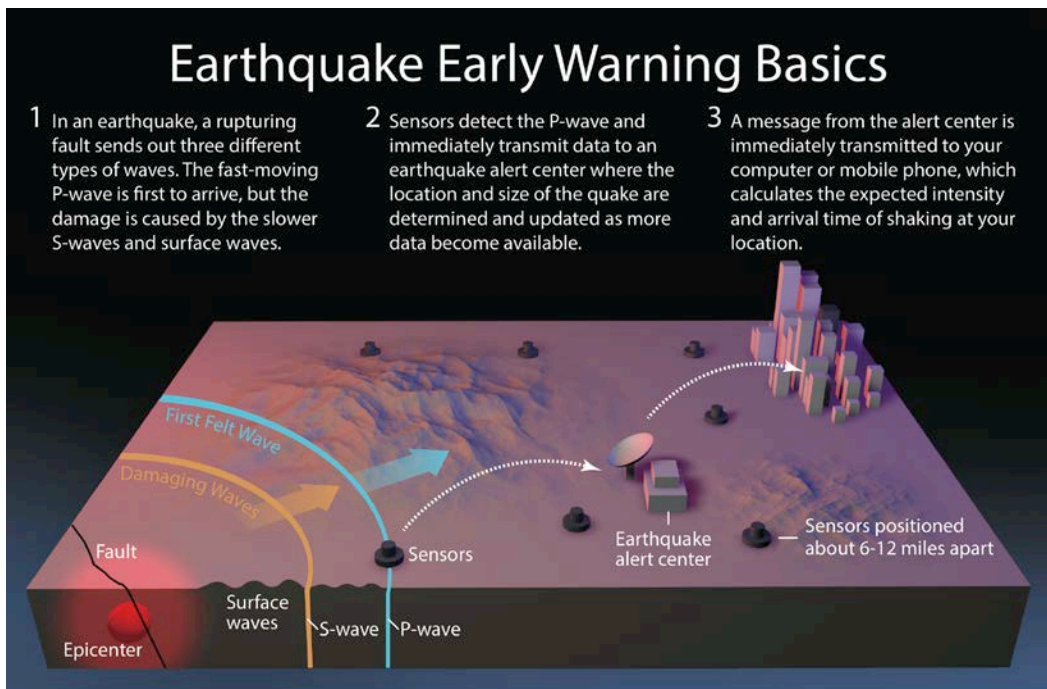 Earthquake Early Warning Basics
1 In an earthquake, a rupturing
fault sends out three different
types of waves. The fast-moving
P-wave is first to arrive, but the
damage is caused by the slower
S-waves and surface waves.
2 Sensors detect the P-wave and
immediately transmit data to an
earthquake alert center where the
location and size of the quake are
determined and updated as more
data become available.
3 A message from the alert center is
immediately transmitted to your
computer or mobile phone, which
calculates the expected intensity
and arrival time of shaking at your
location.
First Felt Wave
Damaging Waves
Fault
Sensors
Earthquake
alert center
Sensors positioned
about 6-12 miles apart
Surface
waves
S-wave
P-wave
Epicenter